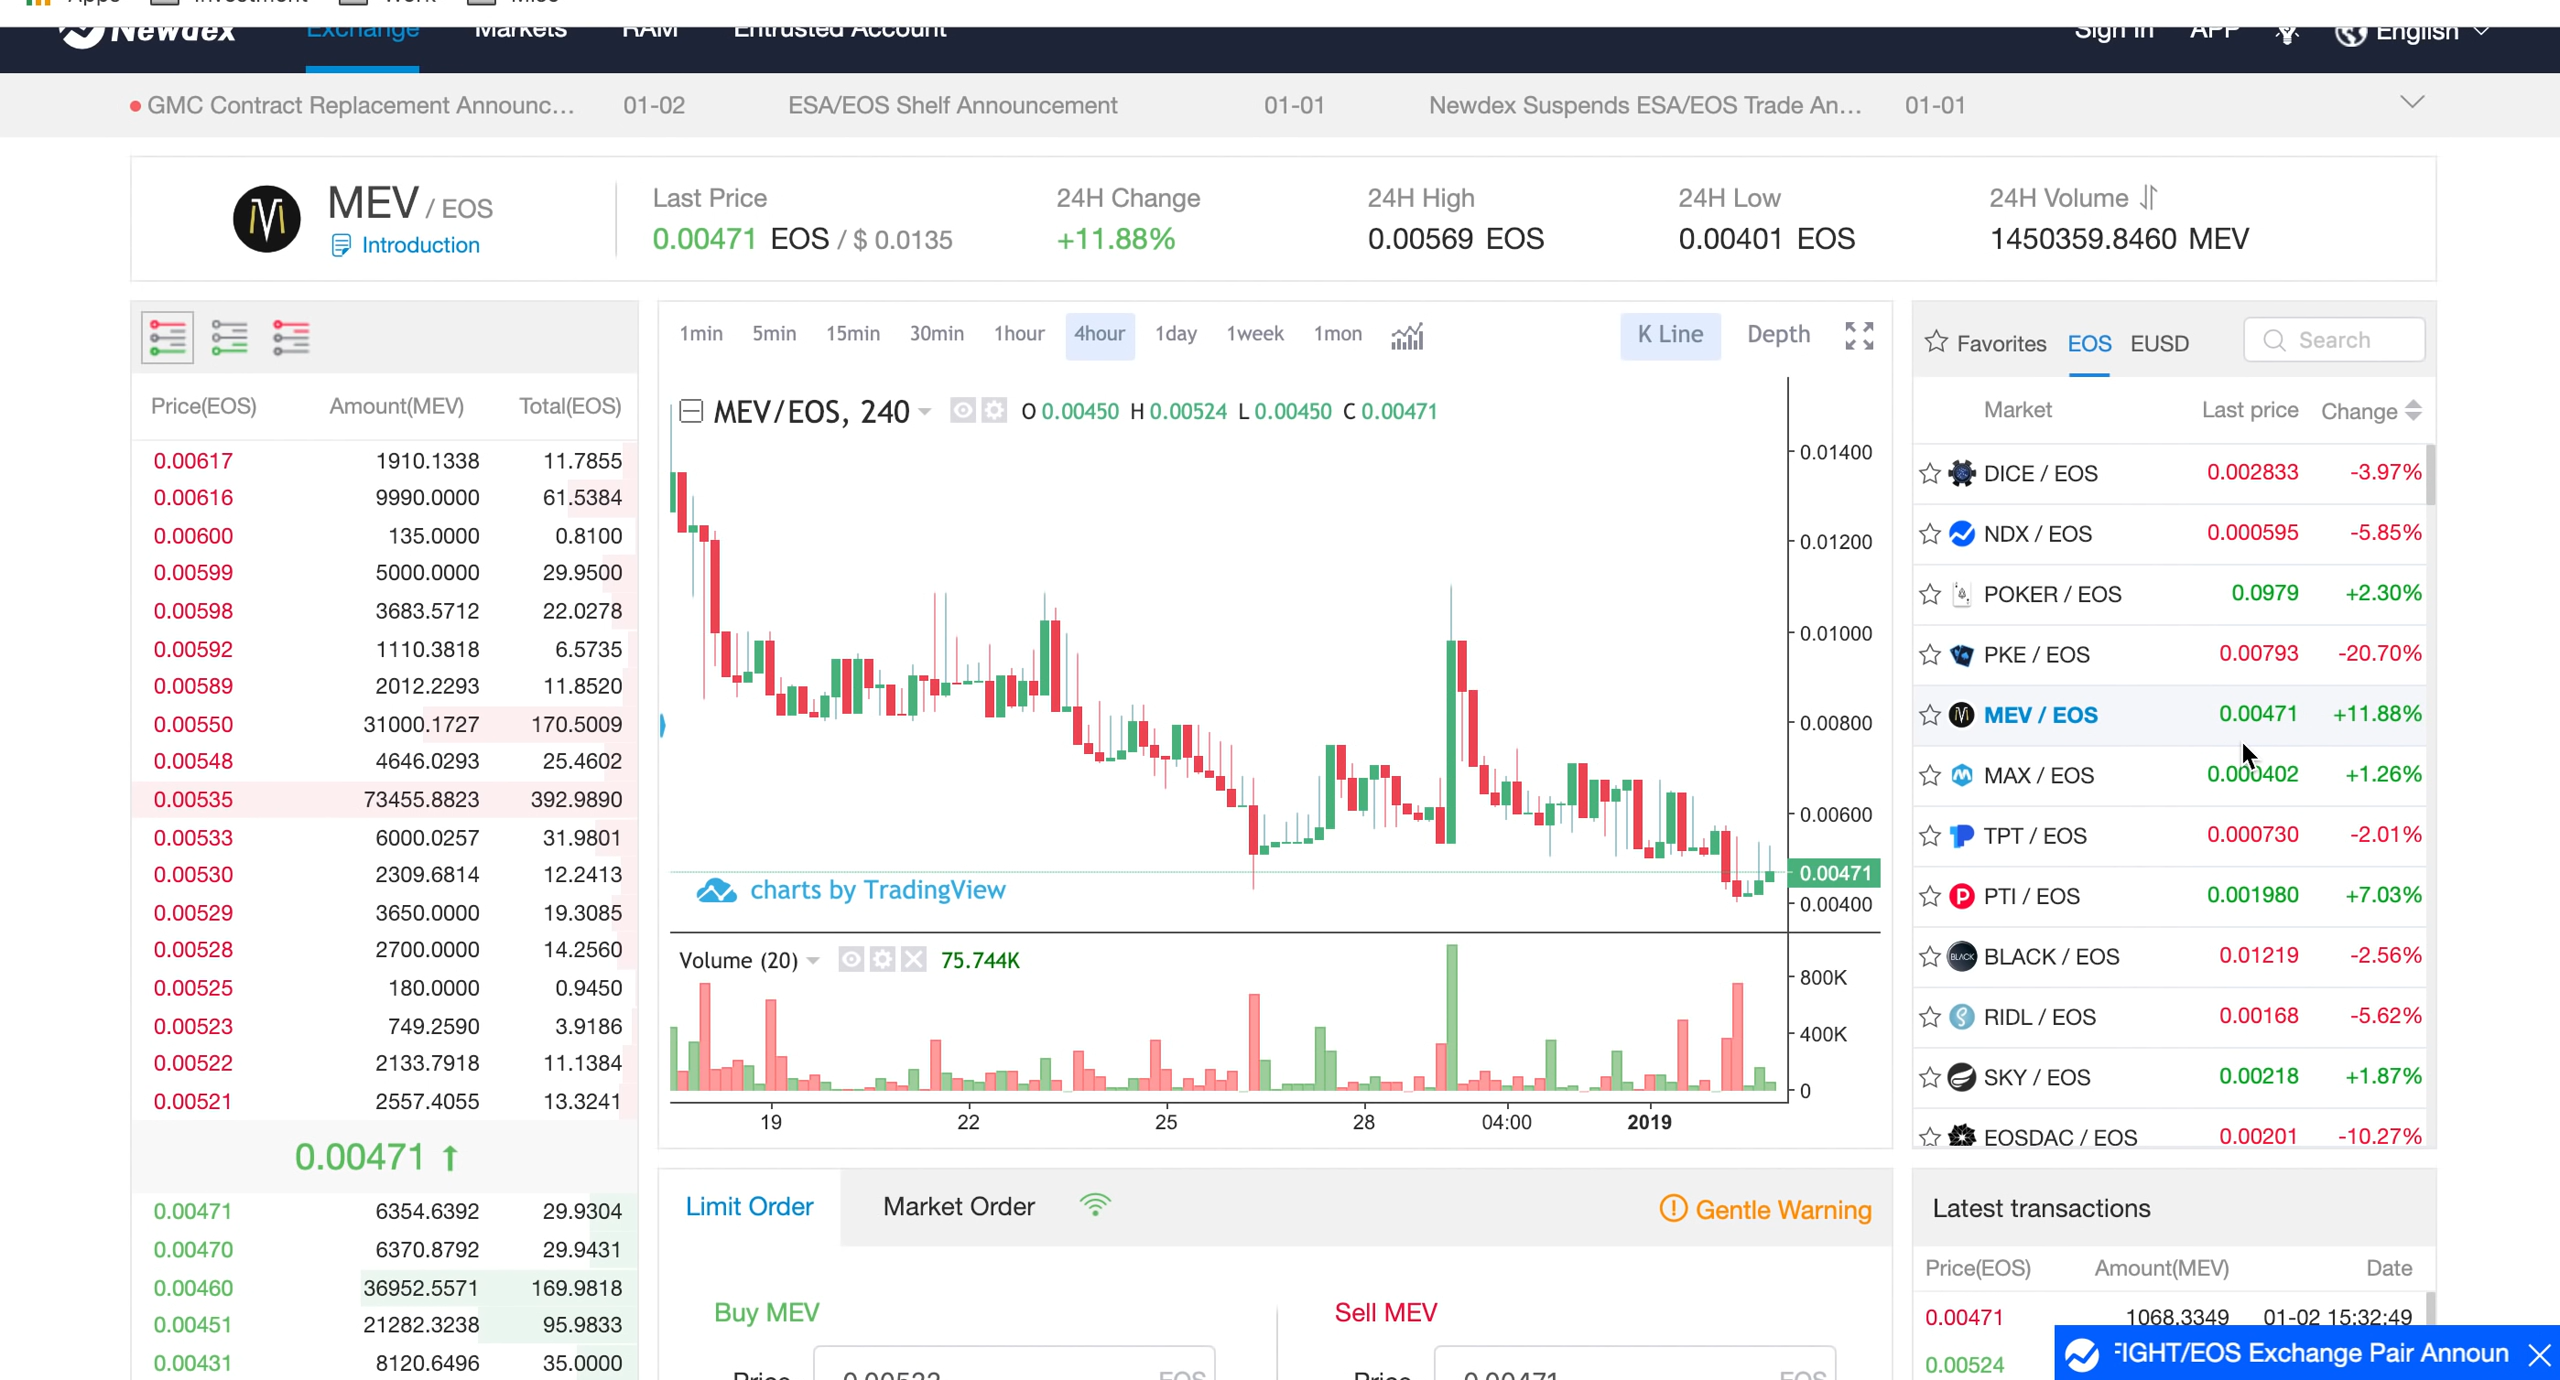 Apps Investment Work Misc
Newdex Exchange Markets RAM Entrusted Account Sign In APP English
GMC Contract Replacement Announc... 01-02 ESA/EOS Shelf Announcement 01-01 Newdex Suspends ESA/EOS Trade An... 01-01
MEV / EOS
Introduction
Last Price 24H Change 24H High 24H Low 24H Volume
0.00471 EOS / $ 0.0135 +11.88% 0.00569 EOS 0.00401 EOS 1450359.8460 MEV
Price(EOS) Amount(MEV) Total(EOS)
0.00617 1910.1338 11.7855
0.00616 9990.0000 61.5384
0.00600 135.0000 0.8100
0.00599 5000.0000 29.9500
0.00598 3683.5712 22.0278
0.00592 1110.3818 6.5735
0.00589 2012.2293 11.8520
0.00550 31000.1727 170.5009
0.00548 4646.0293 25.4602
0.00535 73455.8823 392.9890
0.00533 6000.0257 31.9801
0.00530 2309.6814 12.2413
0.00529 3650.0000 19.3085
0.00528 2700.0000 14.2560
0.00525 180.0000 0.9450
0.00523 749.2590 3.9186
0.00522 2133.7918 11.1384
0.00521 2557.4055 13.3241
0.00471 ↑
0.00471 6354.6392 29.9304
0.00470 6370.8792 29.9431
0.00460 36952.5571 169.9818
0.00451 21282.3238 95.9833
0.00431 8120.6496 35.0000
1min 5min 15min 30min 1hour 4hour 1day 1week 1mon K Line Depth
MEV/EOS, 240 O 0.00450 H 0.00524 L 0.00450 C 0.00471
0.01400
0.01200
0.01000
0.00800
0.00600
0.00471
0.00400
charts by TradingView
Volume (20) 75.744K
800K
400K
0
19 22 25 28 04:00 2019
Limit Order Market Order Gentle Warning
Buy MEV Sell MEV
Price 0.00522 EOS Price 0.00471 EOS
Favorites EOS EUSD Search
Market Last price Change
DICE / EOS 0.002833 -3.97%
NDX / EOS 0.000595 -5.85%
POKER / EOS 0.0979 +2.30%
PKE / EOS 0.00793 -20.70%
MEV / EOS 0.00471 +11.88%
MAX / EOS 0.000402 +1.26%
TPT / EOS 0.000730 -2.01%
PTI / EOS 0.001980 +7.03%
BLACK BLACK / EOS 0.01219 -2.56%
RIDL / EOS 0.00168 -5.62%
SKY / EOS 0.00218 +1.87%
EOSDAC / EOS 0.00201 -10.27%
Latest transactions
Price(EOS) Amount(MEV) Date
0.00471 1068.3349 01-02 15:32:49
0.00524
FIGHT/EOS Exchange Pair Announ